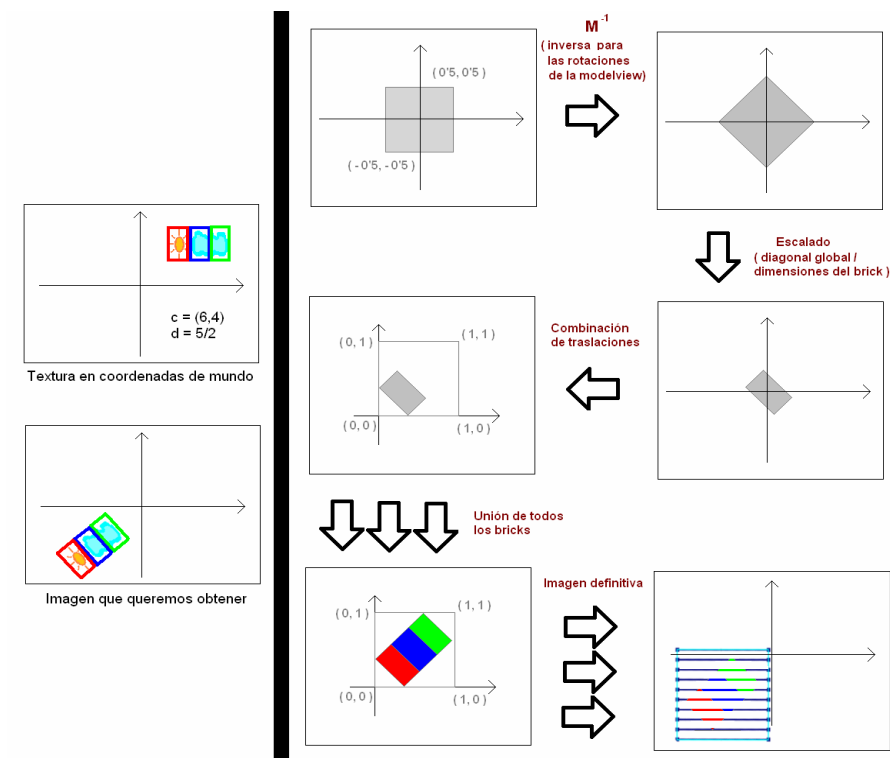 c = (6,4)
d = 5/2
Textura en coordenadas de mundo
Imagen que queremos obtener
( 0'5, 0'5 )
( - 0'5, - 0'5 )
M⁻¹
( inversa para
las rotaciones
de la modelview)
Escalado
( diagonal global /
dimensiones del brick )
Combinación
de traslaciones
( 0, 1 )
( 1, 1 )
( 0, 0 )
( 1, 0 )
Unión de todos
los bricks
( 0, 1 )
( 1, 1 )
( 0, 0 )
( 1, 0 )
Imagen definitiva